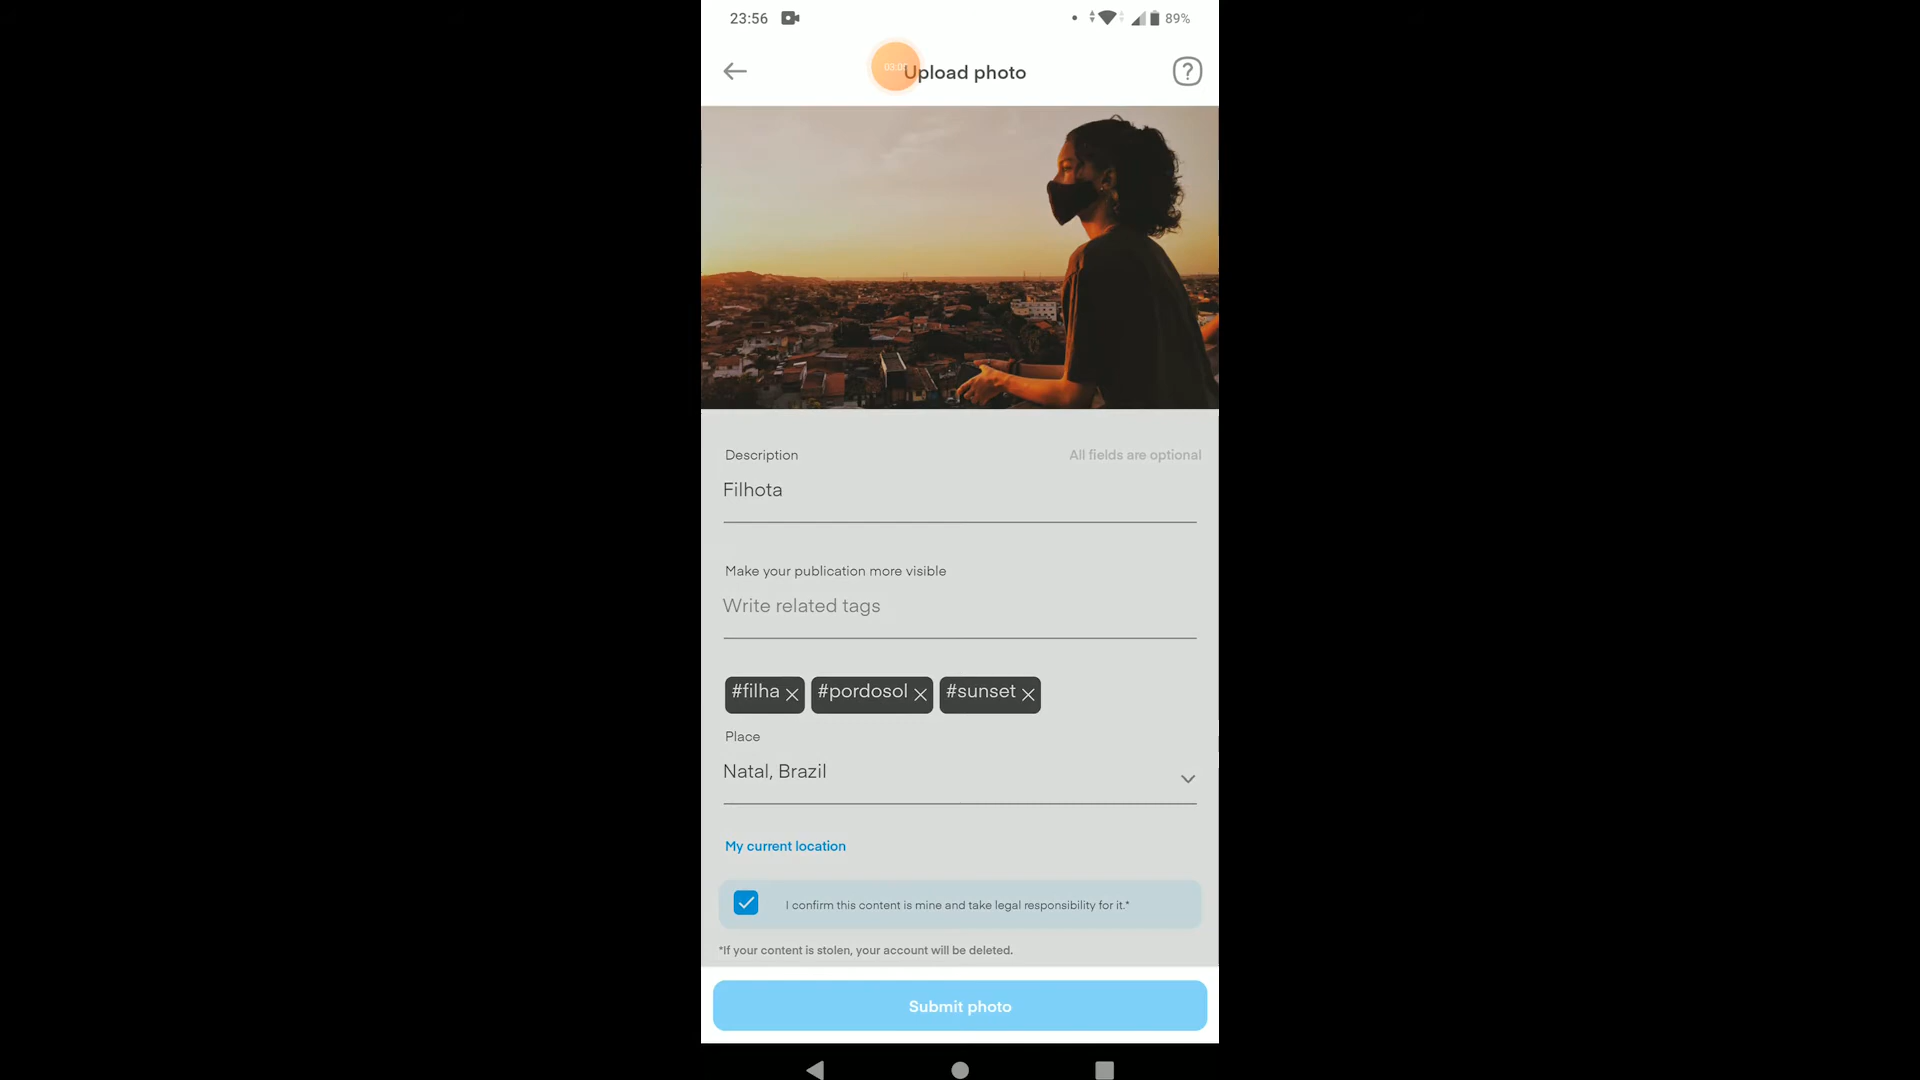 23:56
89%
Upload photo
?
Description
All fields are optional
Filhota
Make your publication more visible
Write related tags
#filha
#pordosol
#sunset
Place
Natal, Brazil
My current location
I confirm this content is mine and take legal responsibility for it.*
*If your content is stolen, your account will be deleted.
Submit photo